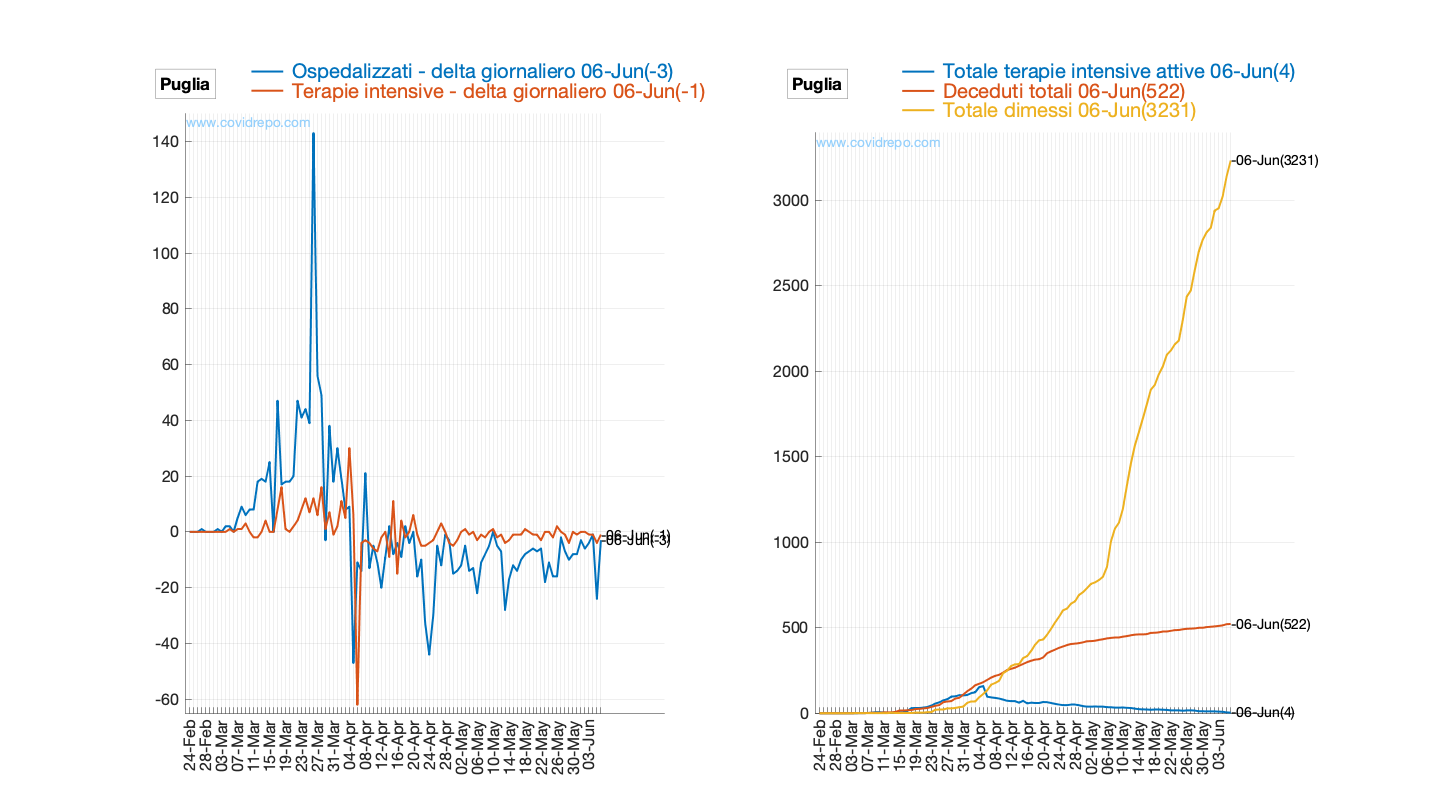 Puglia
Ospedalizzati - delta giornaliero 06-Jun(-3)
Terapie intensive - delta giornaliero 06-Jun(-1)
www.covidrepo.com
140
120
100
80
60
40
20
0
-20
-40
-60
-06-Jun(-1)
-06-Jun(-3)
24-Feb
28-Feb
03-Mar
07-Mar
11-Mar
15-Mar
19-Mar
23-Mar
27-Mar
31-Mar
04-Apr
08-Apr
12-Apr
16-Apr
20-Apr
24-Apr
28-Apr
02-May
06-May
10-May
14-May
18-May
22-May
26-May
30-May
03-Jun
Puglia
Totale terapie intensive attive 06-Jun(4)
Deceduti totali 06-Jun(522)
Totale dimessi 06-Jun(3231)
www.covidrepo.com
3000
2500
2000
1500
1000
500
0
-06-Jun(3231)
-06-Jun(522)
-06-Jun(4)
24-Feb
28-Feb
03-Mar
07-Mar
11-Mar
15-Mar
19-Mar
23-Mar
27-Mar
31-Mar
04-Apr
08-Apr
12-Apr
16-Apr
20-Apr
24-Apr
28-Apr
02-May
06-May
10-May
14-May
18-May
22-May
26-May
30-May
03-Jun